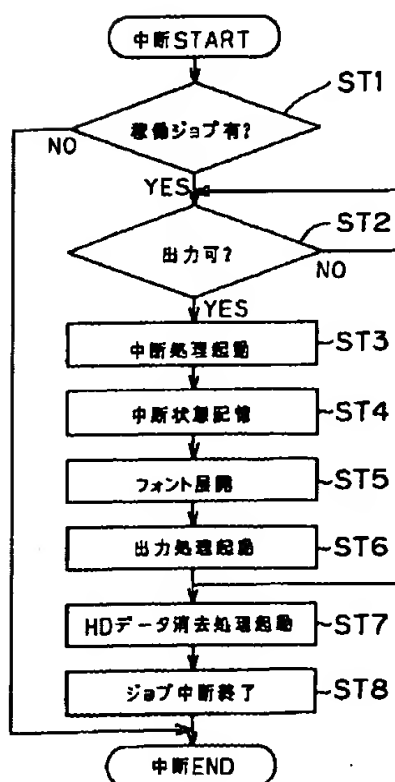 中断START
ST1
稼働ジョブ有?
NO
YES
ST2
出力可?
NO
YES
中断処理起動
ST3
中断状態記憶
ST4
フォント展開
ST5
出力処理起動
ST6
HDデータ消去処理起動
ST7
ジョブ中断終了
ST8
中断END